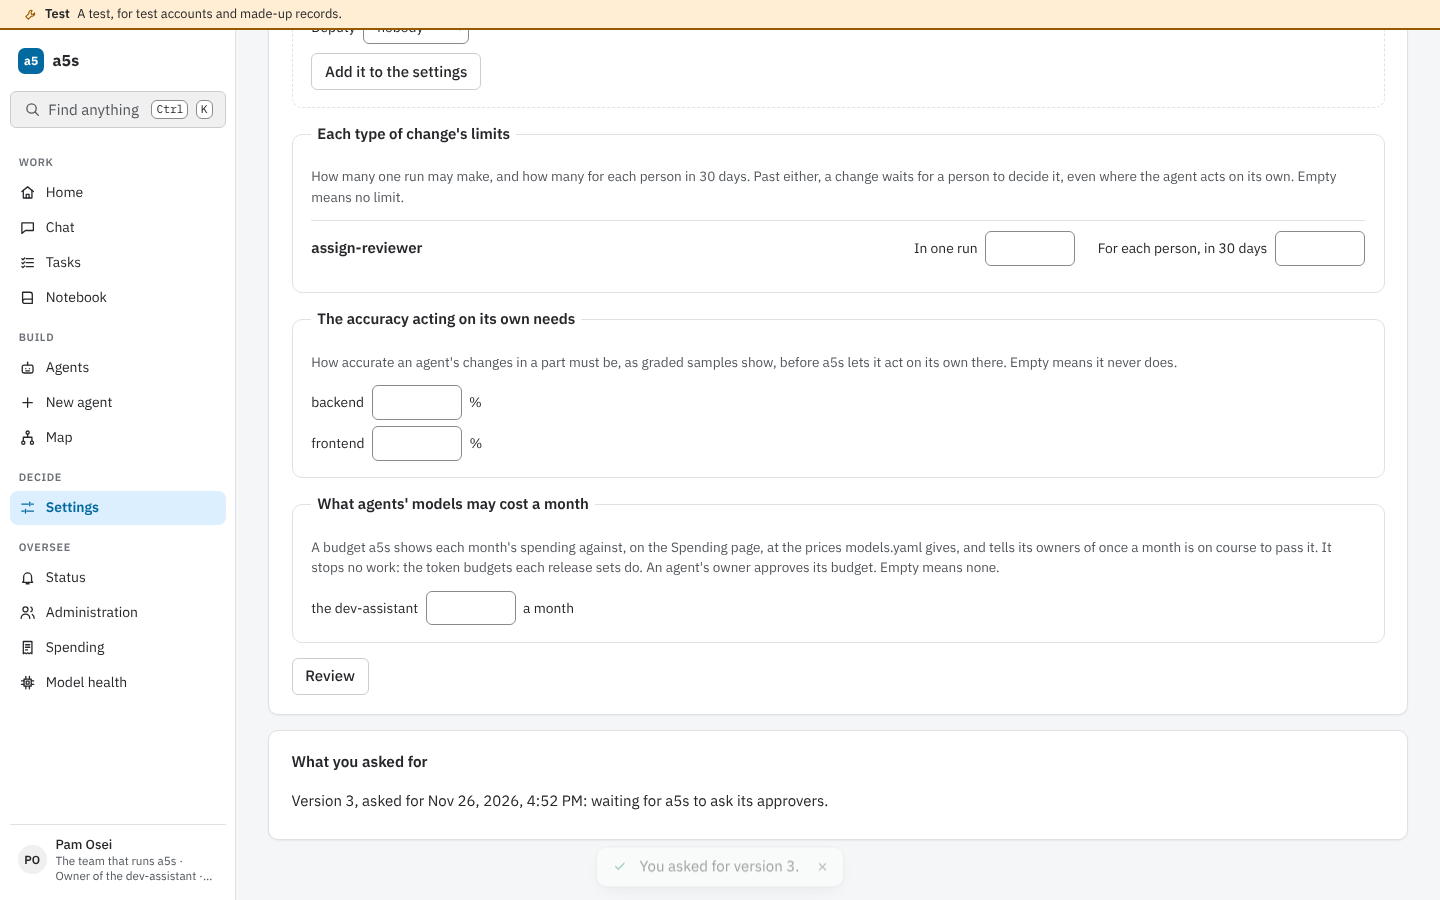 Test A test, for test accounts and made-up records.
a5 a5s
Find anything Ctrl K
WORK
Home
Chat
Tasks
Notebook
BUILD
Agents
New agent
Map
DECIDE
Settings
OVERSEE
Status
Administration
Spending
Model health
PO Pam Osei
The team that runs a5s ·
Owner of the dev-assistant ·...
Deputy nobody
Add it to the settings
Each type of change's limits
How many one run may make, and how many for each person in 30 days. Past either, a change waits for a person to decide it, even where the agent acts on its own. Empty
means no limit.
assign-reviewer In one run For each person, in 30 days
The accuracy acting on its own needs
How accurate an agent's changes in a part must be, as graded samples show, before a5s lets it act on its own there. Empty means it never does.
backend %
frontend %
What agents' models may cost a month
A budget a5s shows each month's spending against, on the Spending page, at the prices models.yaml gives, and tells its owners of once a month is on course to pass it. It
stops no work: the token budgets each release sets do. An agent's owner approves its budget. Empty means none.
the dev-assistant a month
Review
What you asked for
Version 3, asked for Nov 26, 2026, 4:52 PM: waiting for a5s to ask its approvers.
You asked for version 3.